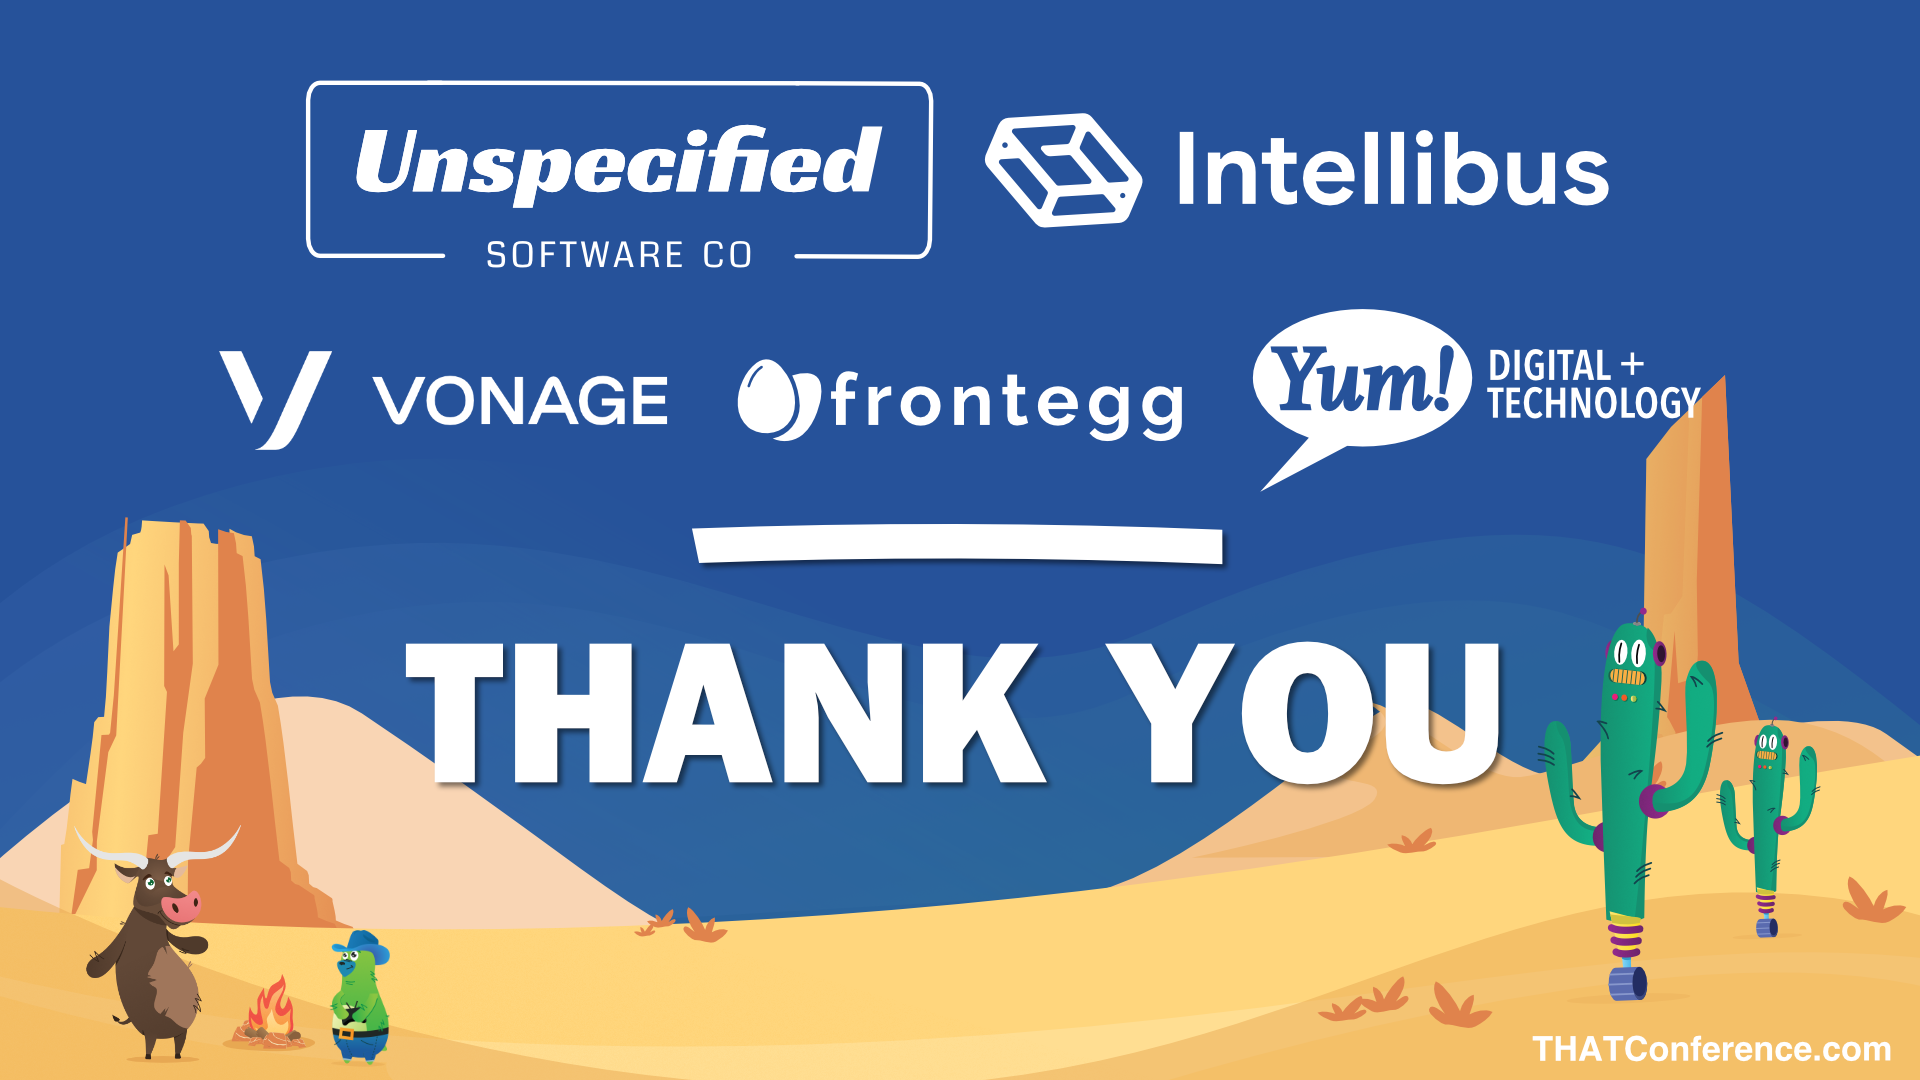 Unspecified
SOFTWARE CO
Intellibus
VONAGE
frontegg
Yum!
DIGITAL +
TECHNOLOGY
THANK YOU
THATConference.com